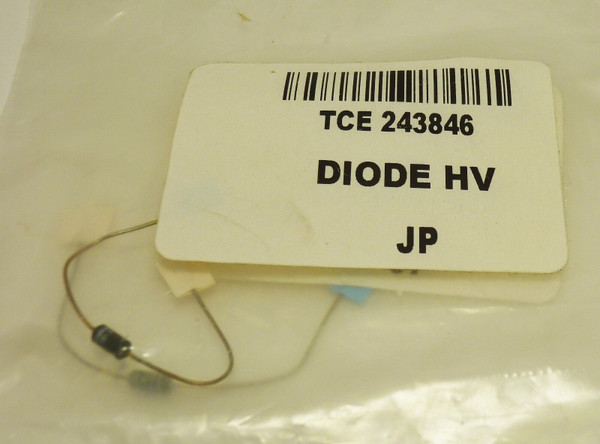 TCE 243846
DIODE HV
JP